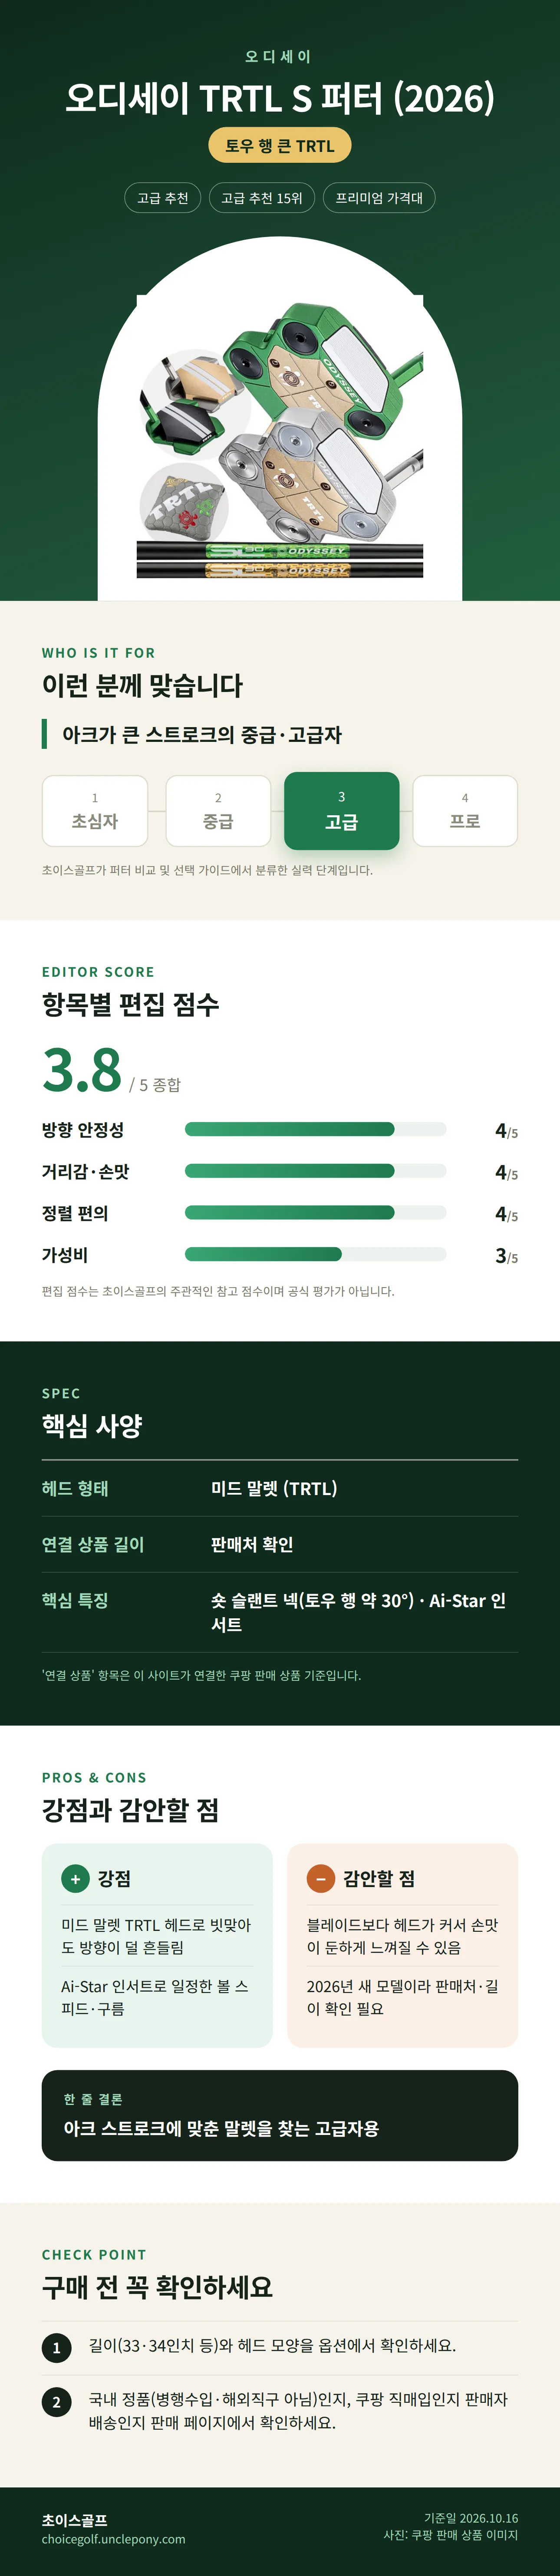 오디세이
오디세이 TRTL S 퍼터 (2026)
토우 행 큰 TRTL
고급 추천
고급 추천 15위
프리미엄 가격대
ODYSSEY
TRTL
ODYSSEY
TRTL
TRTL
ODYSSEY
ODYSSEY
WHO IS IT FOR
이런 분께 맞습니다
아크가 큰 스트로크의 중급·고급자
1
초심자
2
중급
3
고급
4
프로
초이스골프가 퍼터 비교 및 선택 가이드에서 분류한 실력 단계입니다.
EDITOR SCORE
항목별 편집 점수
3.8 / 5 종합
방향 안정성 4/5
거리감·손맛 4/5
정렬 편의 4/5
가성비 3/5
편집 점수는 초이스골프의 주관적인 참고 점수이며 공식 평가가 아닙니다.
SPEC
핵심 사양
헤드 형태 미드 말렛 (TRTL)
연결 상품 길이 판매처 확인
핵심 특징 숏 슬랜트 넥(토우 행 약 30°) · Ai-Star 인
서트
'연결 상품' 항목은 이 사이트가 연결한 쿠팡 판매 상품 기준입니다.
PROS & CONS
강점과 감안할 점
+ 강점
미드 말렛 TRTL 헤드로 빗맞아
도 방향이 덜 흔들림
Ai-Star 인서트로 일정한 볼 스
피드·구름
− 감안할 점
블레이드보다 헤드가 커서 손맛
이 둔하게 느껴질 수 있음
2026년 새 모델이라 판매처·길
이 확인 필요
한 줄 결론
아크 스트로크에 맞춘 말렛을 찾는 고급자용
CHECK POINT
구매 전 꼭 확인하세요
1 길이(33·34인치 등)와 헤드 모양을 옵션에서 확인하세요.
2 국내 정품(병행수입·해외직구 아님)인지, 쿠팡 직매입인지 판매자
배송인지 판매 페이지에서 확인하세요.
초이스골프
choicegolf.unclepony.com
기준일 2026.10.16
사진: 쿠팡 판매 상품 이미지